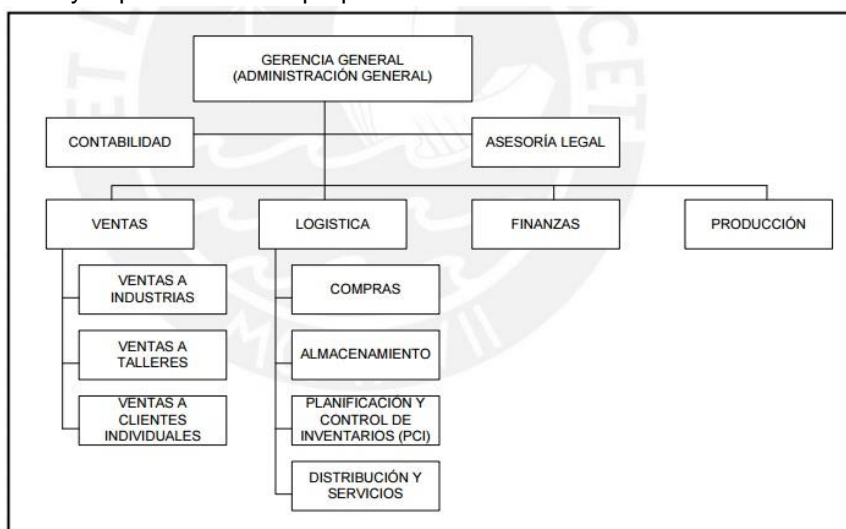 GERENCIA GENERAL
(ADMINISTRACIÓN GENERAL)
CONTABILIDAD
ASESORÍA LEGAL
VENTAS
LOGISTICA
FINANZAS
PRODUCCIÓN
VENTAS A
INDUSTRIAS
VENTAS A
TALLERES
VENTAS A
CLIENTES
INDIVIDUALES
COMPRAS
ALMACENAMIENTO
PLANIFICACIÓN Y
CONTROL DE
INVENTARIOS (PCI)
DISTRIBUCIÓN Y
SERVICIOS